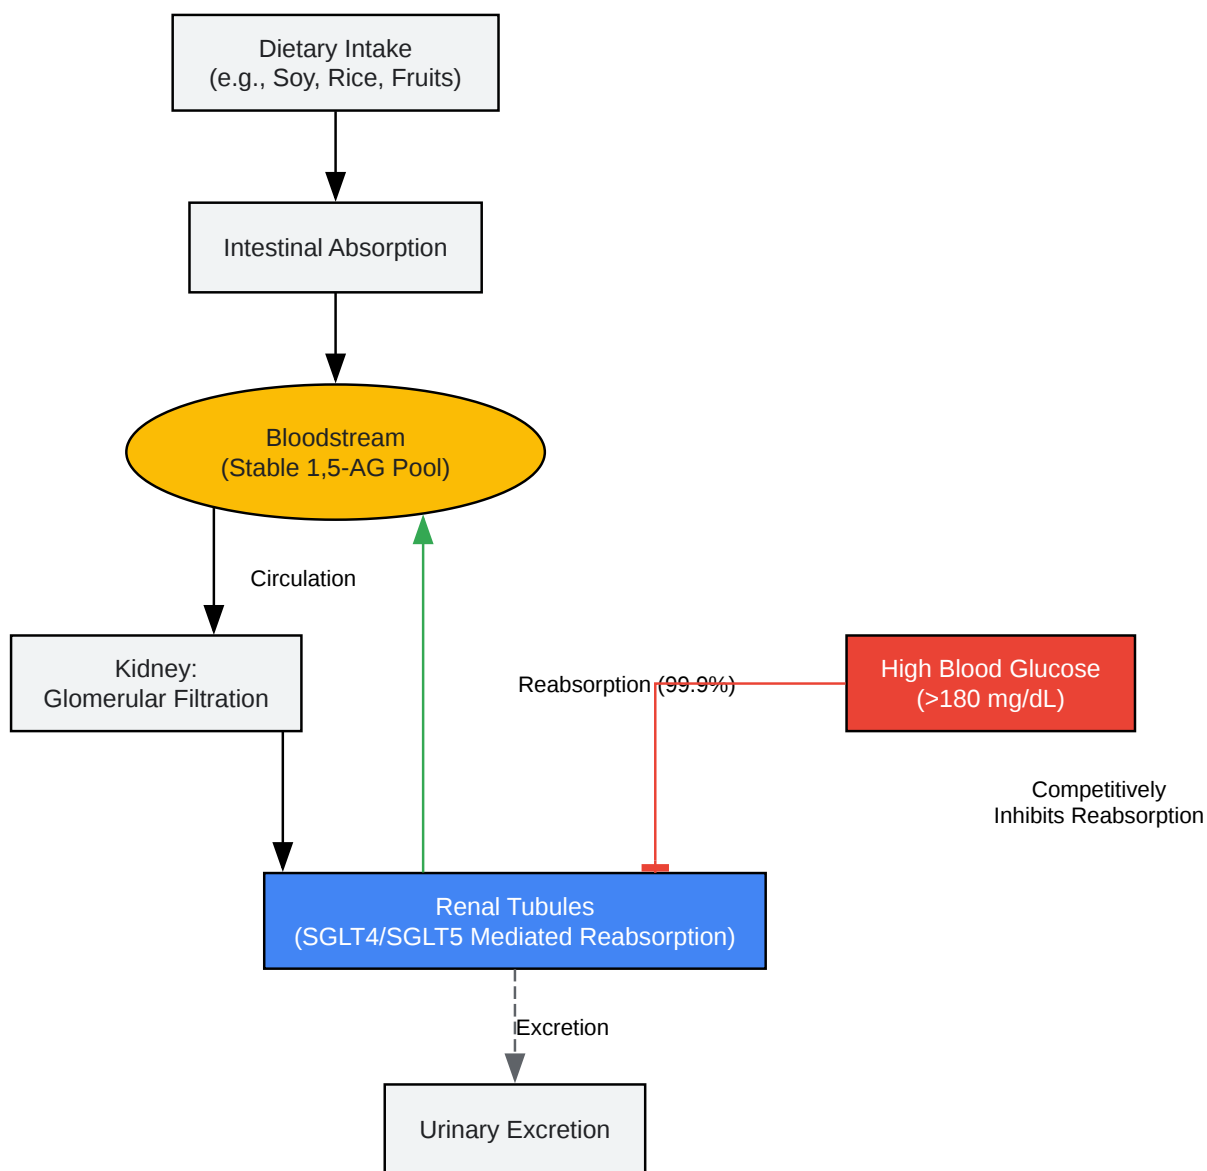 Dietary Intake
(e.g., Soy, Rice, Fruits)
Intestinal Absorption
Bloodstream
(Stable 1,5-AG Pool)
Circulation
Kidney:
Glomerular Filtration
Reabsorption (99.9%)
High Blood Glucose
(>180 mg/dL)
Competitively
Inhibits Reabsorption
Renal Tubules
(SGLT4/SGLT5 Mediated Reabsorption)
Excretion
Urinary Excretion